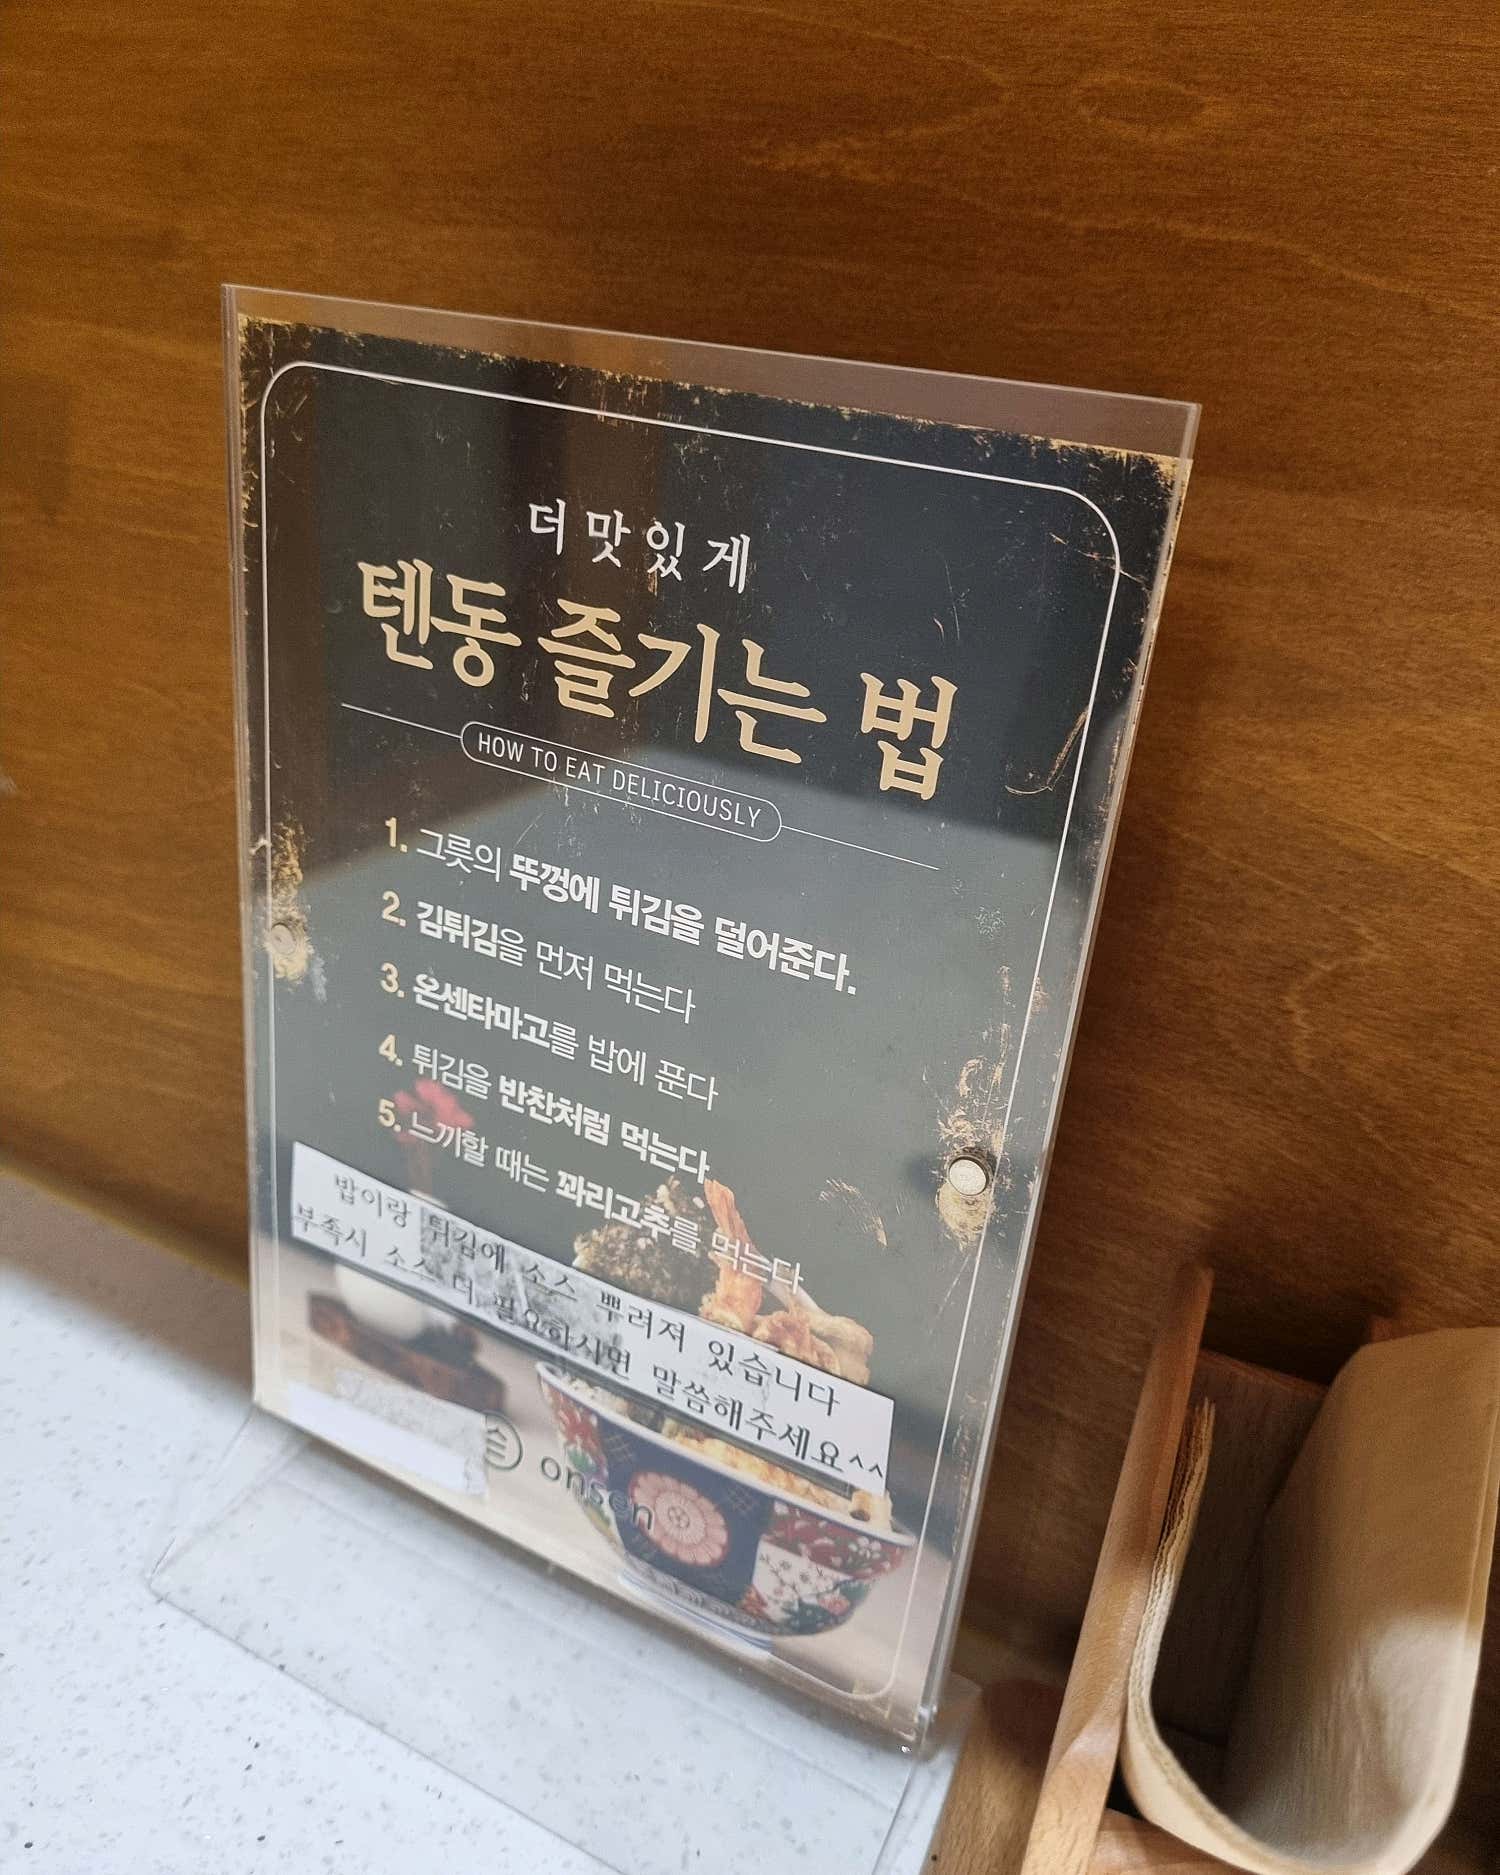 더 맛있게
텐동 즐기는 법
HOW TO EAT DELICIOUSLY
1. 그릇의 뚜껑에 튀김을 덜어준다.
2. 김튀김을 먼저 먹는다
3. 온센타마고를 밥에 푼다
4. 튀김을 반찬처럼 먹는다.
5. 느끼할 때는 꽈리고추를 먹는다
밥이랑 튀김에 소스 뿌려져 있습니다
부족시 소스 더 필요하시면 말씀해주세요^^
onsen